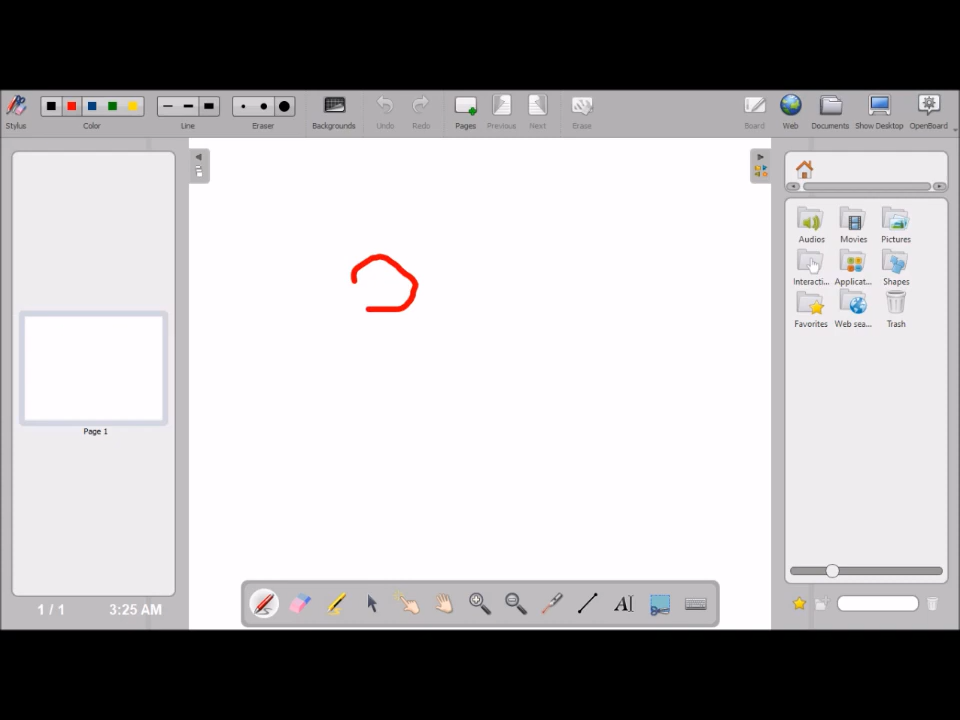 Stylus Color Line Eraser Backgrounds Undo Redo Pages Previous Next Erase Board Web Documents Show Desktop OpenBoard
Audios Movies Pictures
Interacti... Applicat... Shapes
Favorites Web sea... Trash
Page 1
AI
1 / 1 3:25 AM